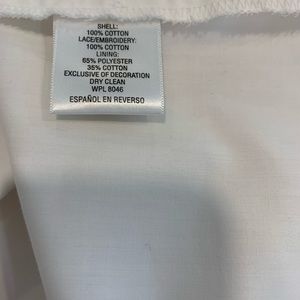 SHELL:
100% COTTON
LACE/EMBROIDERY:
100% COTTON
LINING:
65% POLYESTER
35% COTTON
EXCLUSIVE OF DECORATION
DRY CLEAN
WPL 8046
ESPAÑOL EN REVERSO